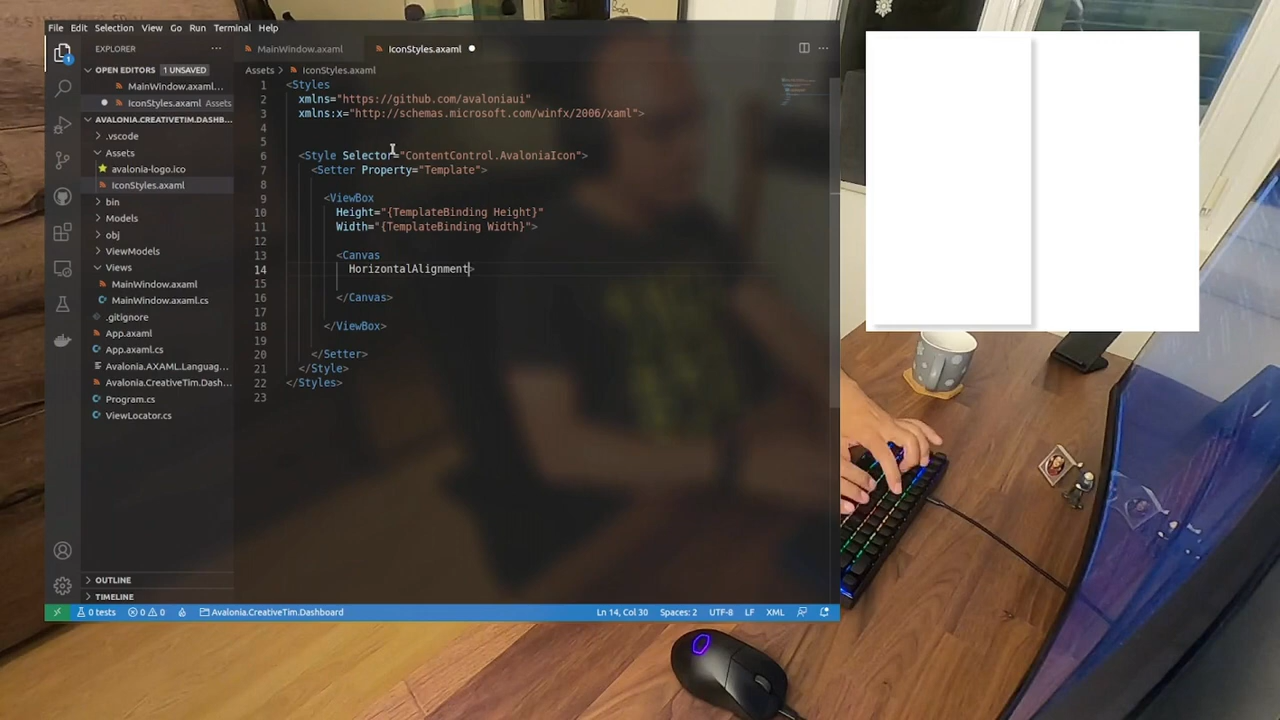 File Edit Selection View Go Run Terminal Help
EXPLORER
OPEN EDITORS 1 UNSAVED
MainWindow.axaml...
IconStyles.axaml Assets
AVALONIA.CREATIVETIM.DASHB...
.vscode
Assets
avalonia-logo.ico
IconStyles.axaml
bin
Models
obj
ViewModels
Views
MainWindow.axaml
MainWindow.axaml.cs
.gitignore
App.axaml
App.axaml.cs
Avalonia.AXAML.Languag...
Avalonia.CreativeTim.Dash...
Program.cs
ViewLocator.cs
OUTLINE
TIMELINE
MainWindow.axaml IconStyles.axaml
Assets > IconStyles.axaml
1 <Styles
2 xmlns="https://github.com/avaloniaui"
3 xmlns:x="http://schemas.microsoft.com/winfx/2006/xaml">
4
5
6 <Style Selector="ContentControl.AvaloniaIcon">
7 <Setter Property="Template">
8
9 <ViewBox
10 Height="{TemplateBinding Height}"
11 Width="{TemplateBinding Width}">
12
13 <Canvas
14 HorizontalAlignment>
15
16 </Canvas>
17
18 </ViewBox>
19
20 </Setter>
21 </Style>
22 </Styles>
23
0 tests 0 0 Avalonia.CreativeTim.Dashboard Ln 14, Col 30 Spaces: 2 UTF-8 LF XML